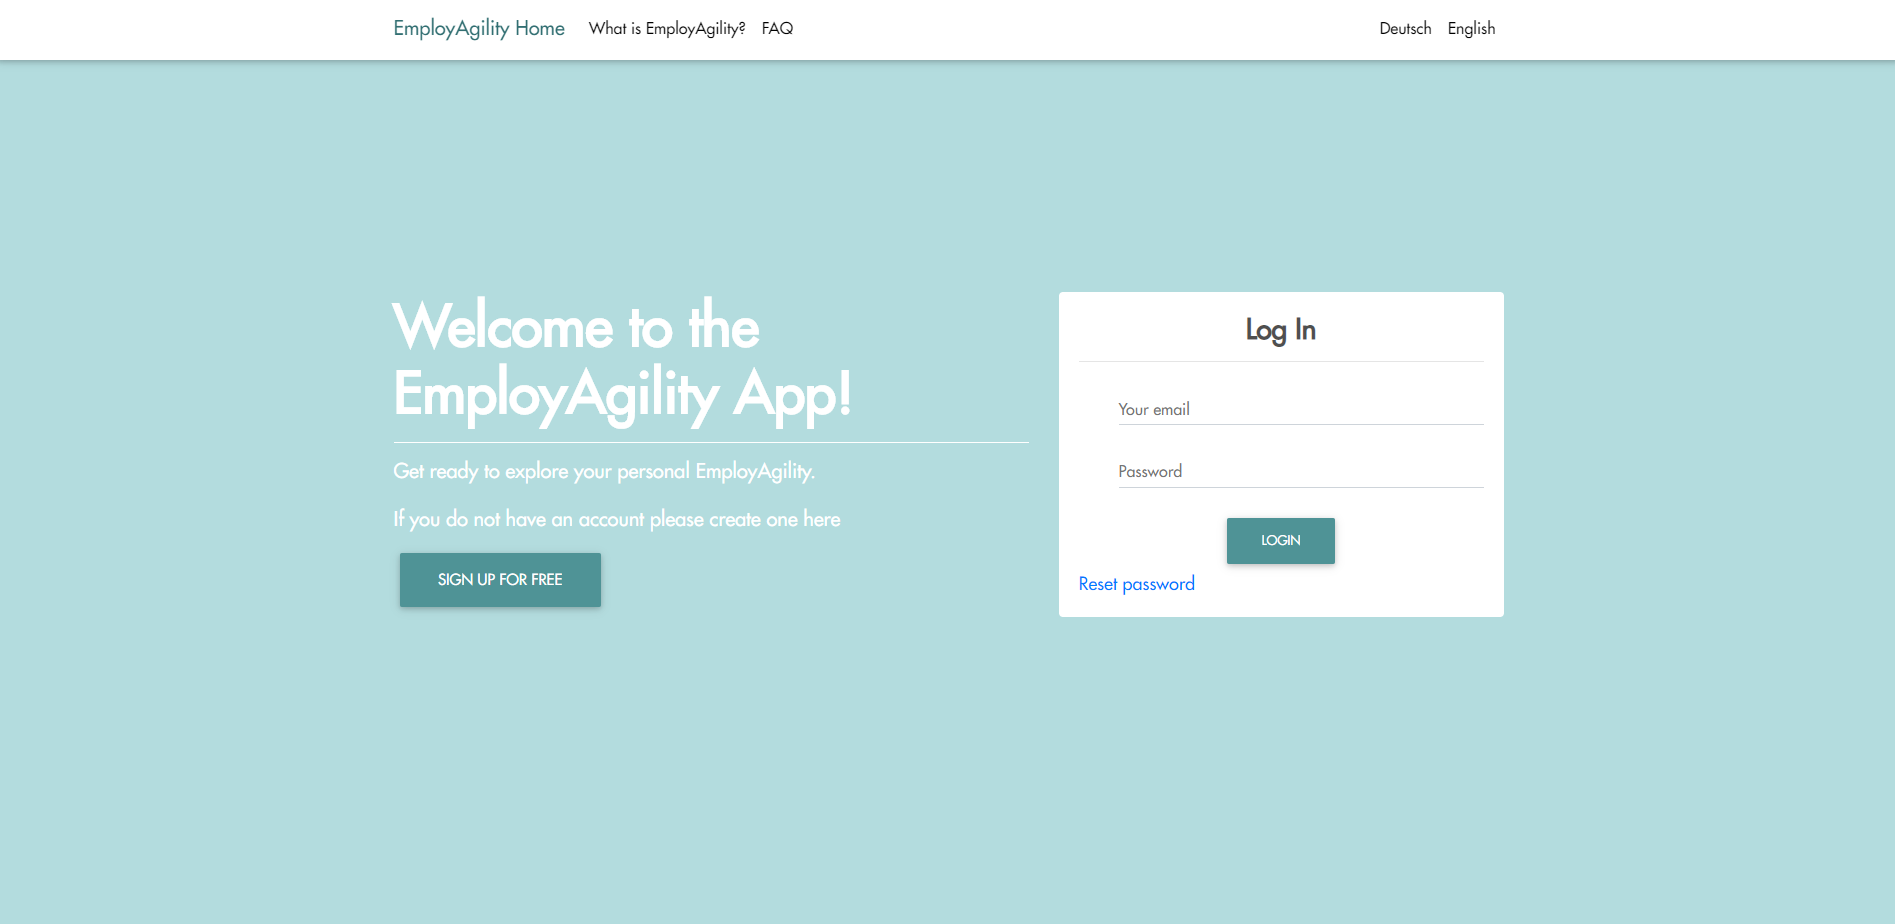 EmployAgility Home What is EmployAgility? FAQ Deutsch English
Welcome to the
EmployAgility App!
Get ready to explore your personal EmployAgility.
If you do not have an account please create one here
SIGN UP FOR FREE
Log In
Your email
Password
LOGIN
Reset password